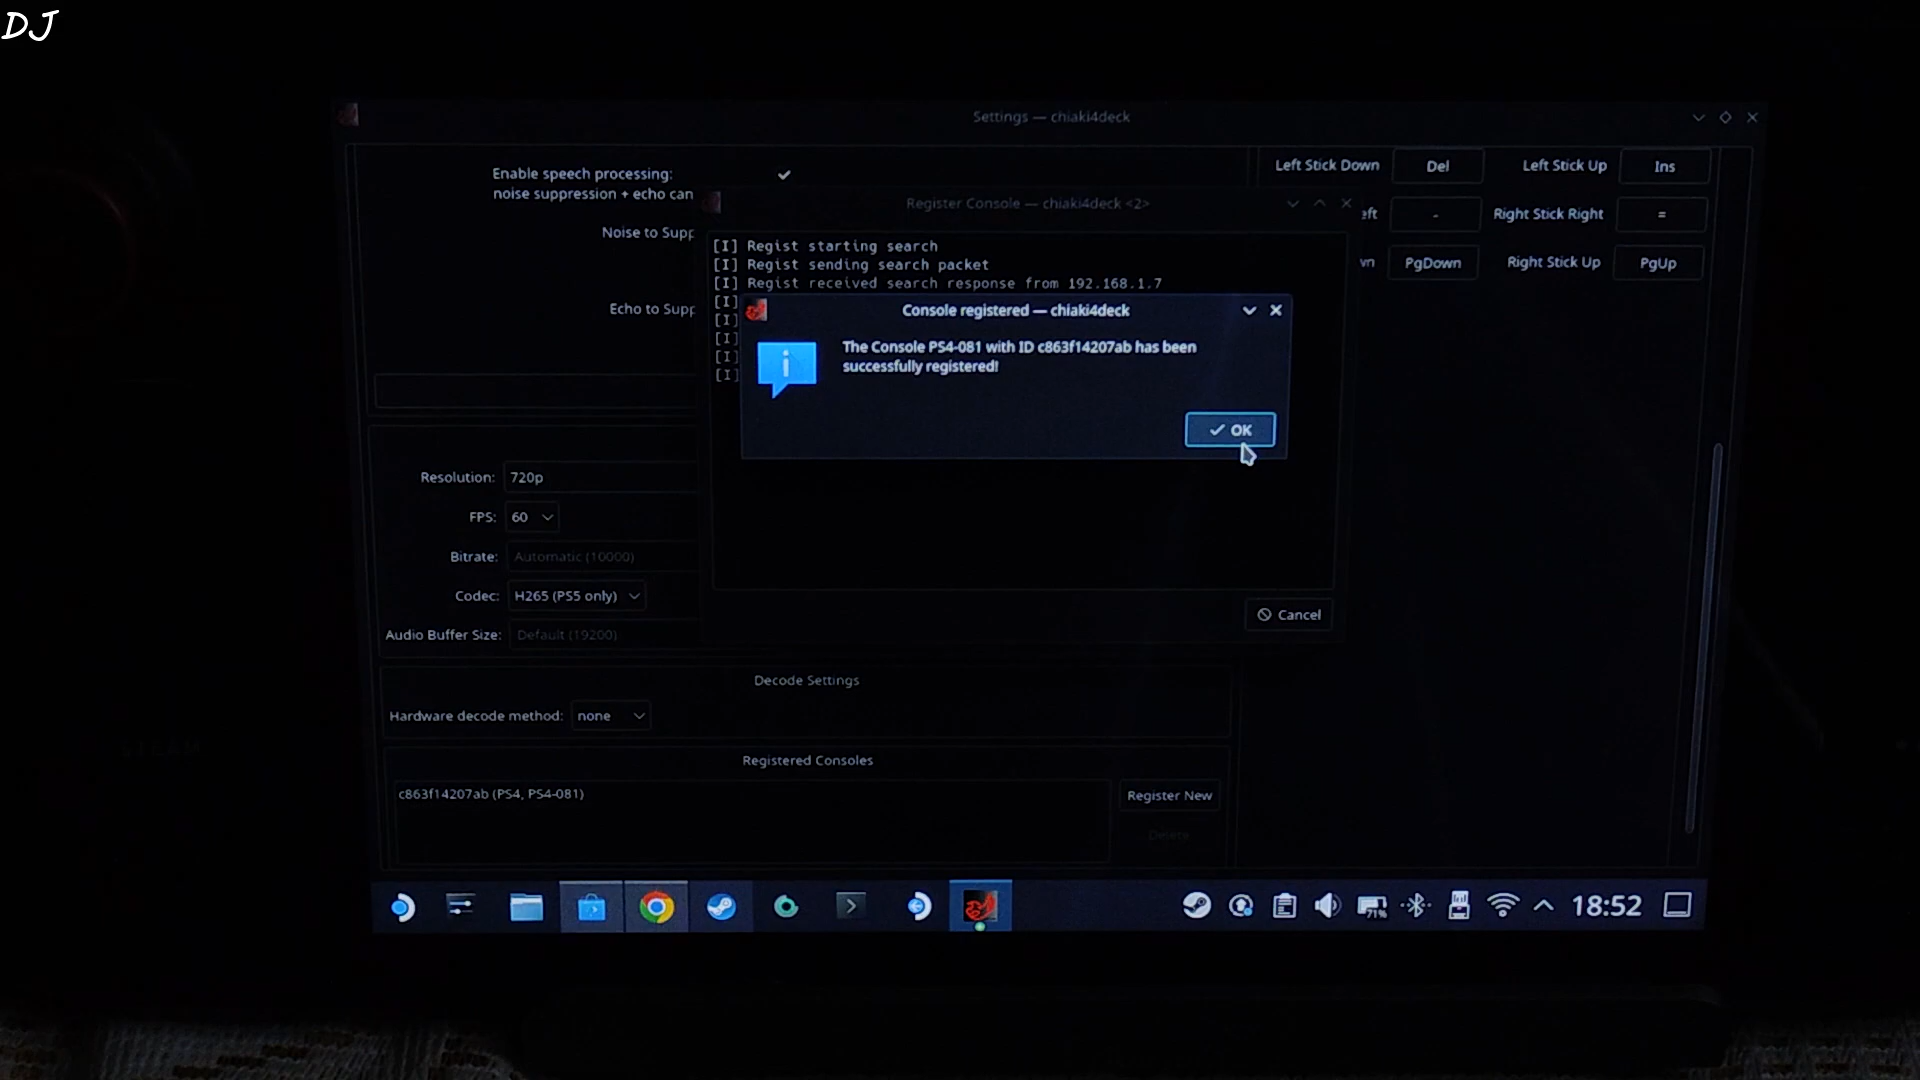 DJ
Settings — chiaki4deck
Enable speech processing:
noise suppression + echo can
Noise to Supp
Echo to Supp
Left Stick Down
Del
Left Stick Up
Ins
eft
-
Right Stick Right
=
wn
PgDown
Right Stick Up
PgUp
Register Console — chiaki4deck <2>
[I] Regist starting search
[I] Regist sending search packet
[I] Regist received search response from 192.168.1.7
[I]
[I]
[I]
[I]
[I]
Console registered — chiaki4deck
The Console PS4-081 with ID c863f14207ab has been
successfully registered!
OK
Cancel
Resolution: 720p
FPS: 60
Bitrate: Automatic (10000)
Codec: H265 (PS5 only)
Audio Buffer Size: Default (19200)
Decode Settings
Hardware decode method: none
Registered Consoles
c863f14207ab (PS4, PS4-081)
Register New
Delete
STEAM
71%
18:52